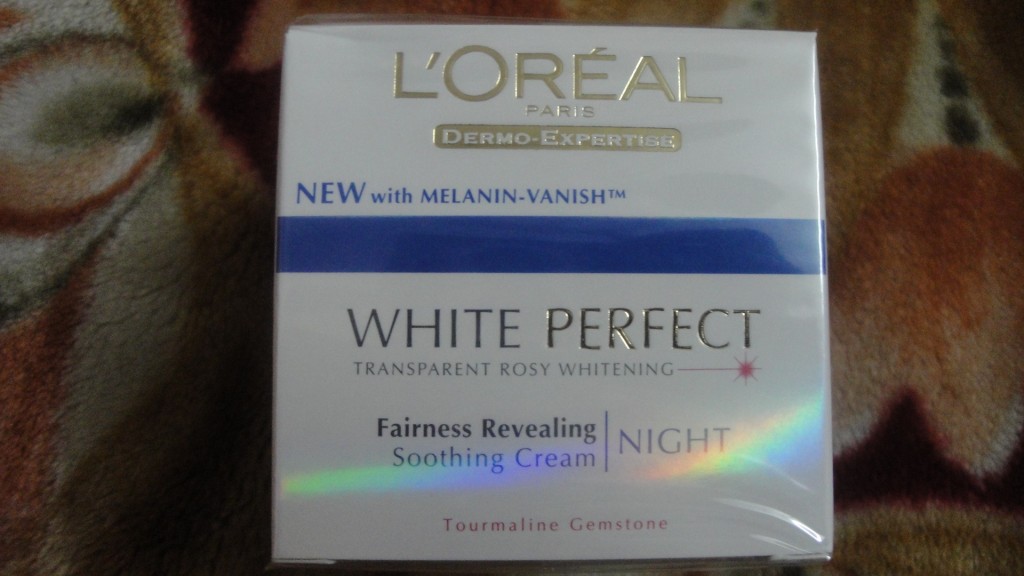 L'ORÉAL
PARIS
DERMO-EXPERTISE
NEW with MELANIN-VANISH™
WHITE PERFECT
TRANSPARENT ROSY WHITENING
Fairness Revealing
Soothing Cream
NIGHT
Tourmaline Gemstone